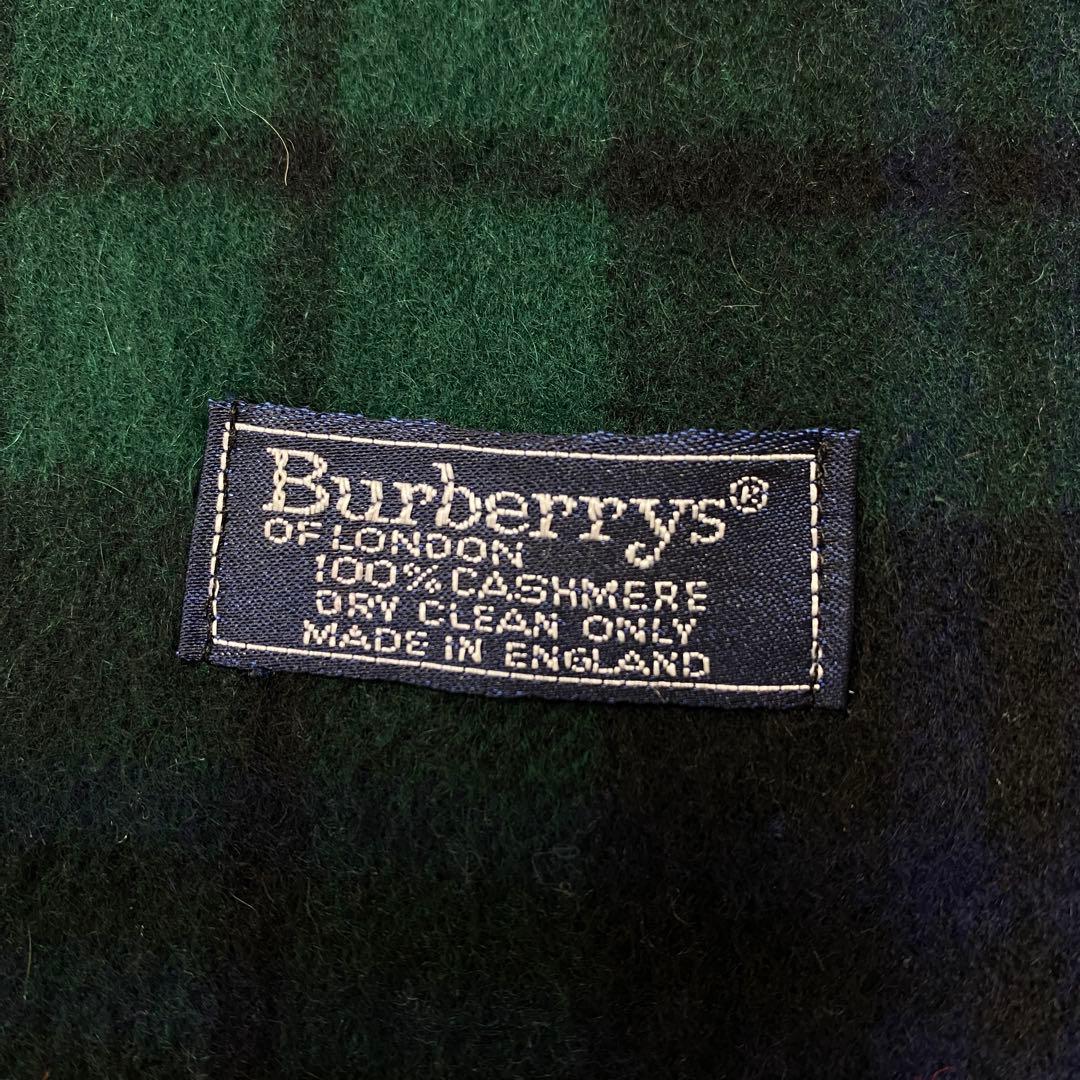 Burberrys®
OF LONDON
100% CASHMERE
DRY CLEAN ONLY
MADE IN ENGLAND